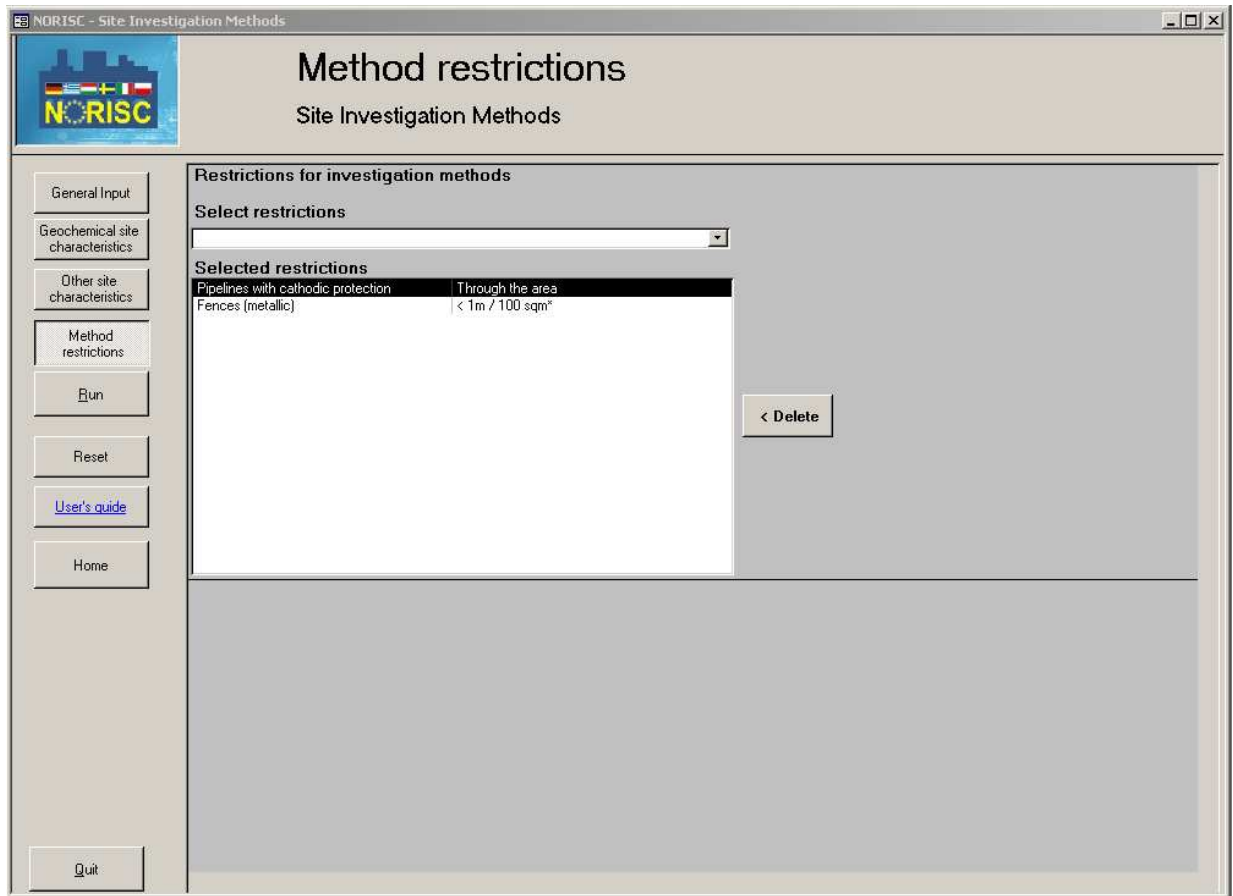 NORISC - Site Investigation Methods
NORISC
Method restrictions
Site Investigation Methods
General Input
Geochemical site
characteristics
Other site
characteristics
Method
restrictions
Run
Reset
User's guide
Home
Quit
Restrictions for investigation methods
Select restrictions
Selected restrictions
Pipelines with cathodic protection Through the area
Fences (metallic) < 1m / 100 sqm*
< Delete